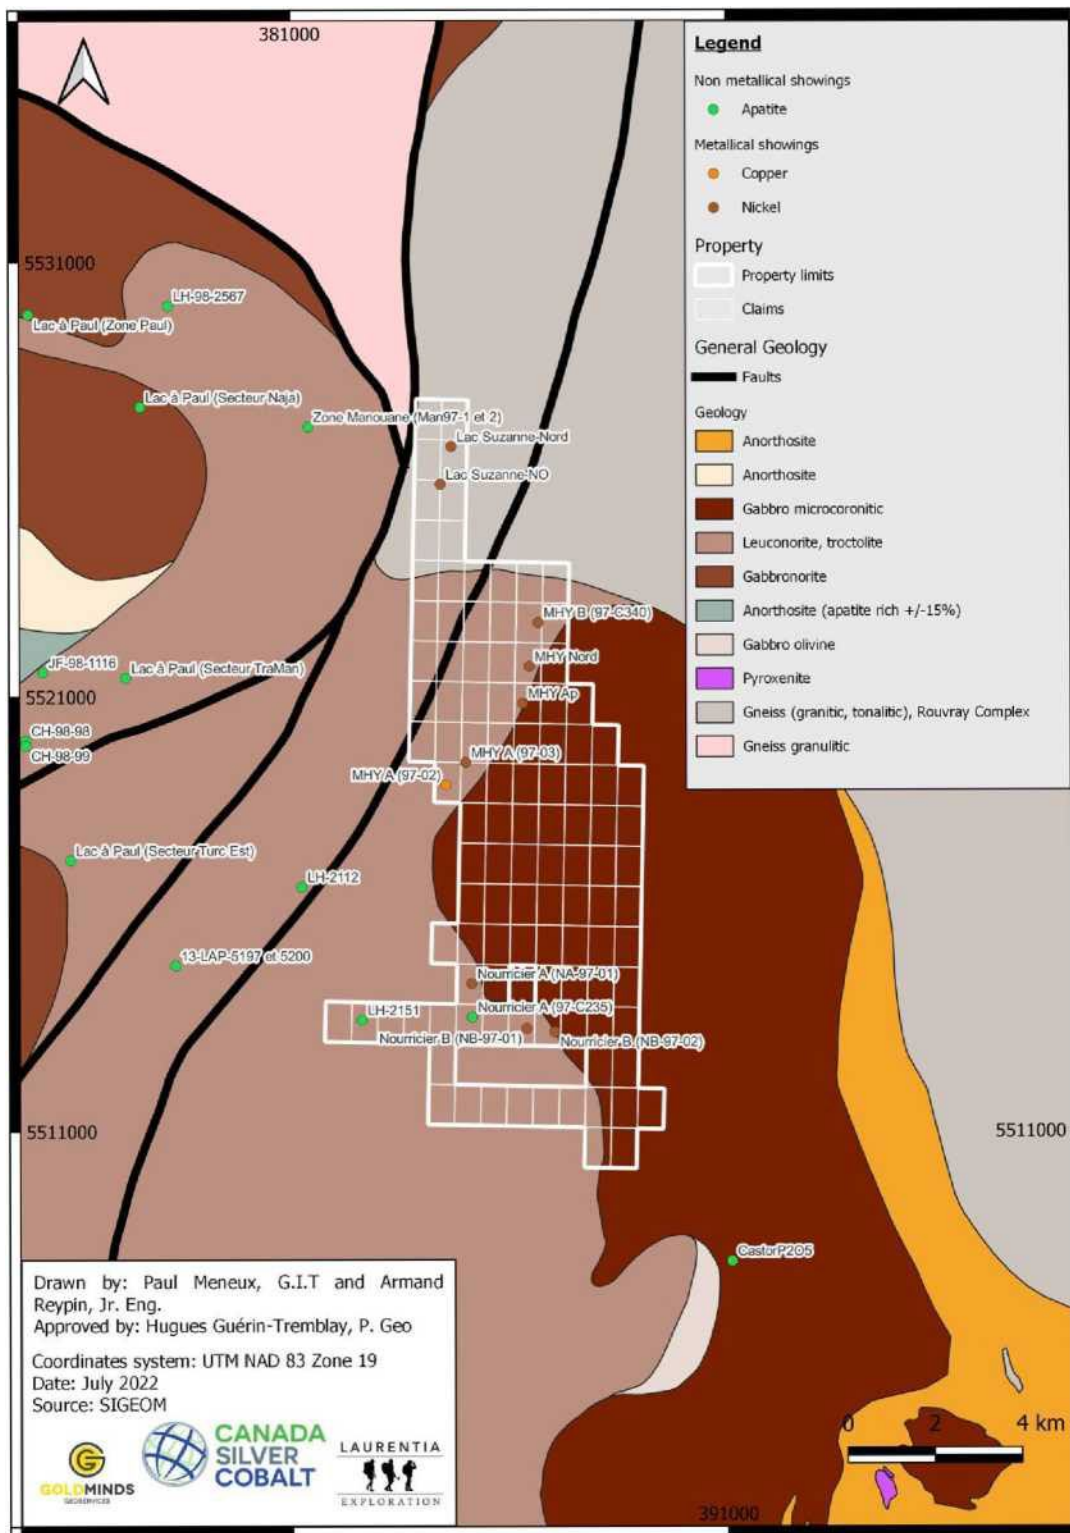 381000
Legend
Non metallical showings
Apatite
Metallical showings
Copper
Nickel
Property
Property limits
Claims
General Geology
Faults
Geology
Anorthosite
Anorthosite
Gabbro microcoronitic
Leuconorite, troctolite
Gabbronorite
Anorthosite (apatite rich +/-15%)
Gabbro olivine
Pyroxenite
Gneiss (granitic, tonalitic), Rouvray Complex
Gneiss granulitic
5531000
LH-98-2567
Lac à Paul (Zone Paul)
Lac à Paul (Secteur Naja)
Zone Manouane (Man97-1 et 2)
Lac Suzanne-Nord
Lac Suzanne-NO
MHY B (97-C340)
MHY Nord
JF-98-1116
Lac à Paul (Secteur TraMan)
5521000
MHY Ap
CH-98-98
CH-98-99
MHY A (97-03)
MHY A (97-02)
Lac à Paul (Secteur Turc Est)
LH-2112
13-LAP-5197 et 5200
Nourricier A (NA-97-01)
LH-2151
Nourricier A (97-C235)
Nourricier B (NB-97-01)
Nourricier B (NB-97-02)
5511000
5511000
CastorP2O5
Drawn by: Paul Meneux, G.I.T and Armand
Reypin, Jr. Eng.
Approved by: Hugues Guérin-Tremblay, P. Geo
Coordinates system: UTM NAD 83 Zone 19
Date: July 2022
Source: SIGEOM
GOLDMINDS
GEOSERVICES
CANADA
SILVER
COBALT
LAURENTIA
EXPLORATION
0 2 4 km
391000